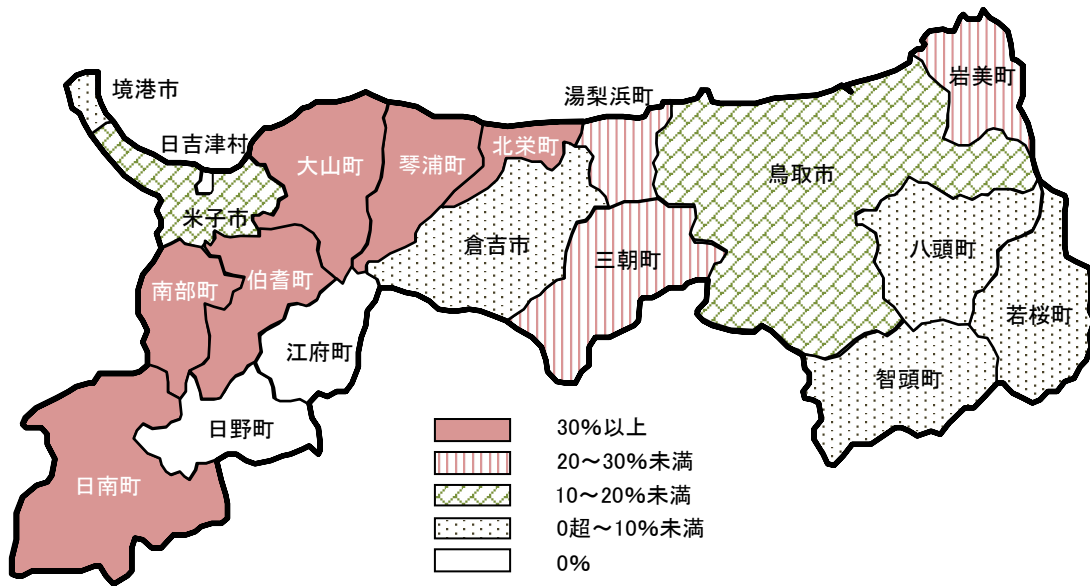 岩美町
境港市
湯梨浜町
日吉津村
北栄町
大山町
琴浦町
鳥取市
米子市
倉吉市
八頭町
三朝町
伯耆町
南部町
若桜町
江府町
智頭町
日野町
日南町
30%以上
20～30%未満
10～20%未満
0超～10%未満
0%